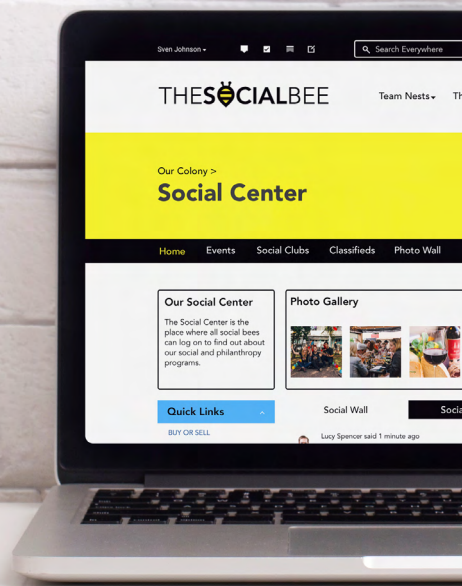 Sven Johnson
Search Everywhere
THESOCIALBEE
Team Nests
Th
Our Colony >
Social Center
Home Events Social Clubs Classifieds Photo Wall
Our Social Center
The Social Center is the
place where all social bees
can log on to find out about
our social and philanthropy
programs.
Photo Gallery
Quick Links
BUY OR SELL
Social Wall
Socia
Lucy Spencer said 1 minute ago